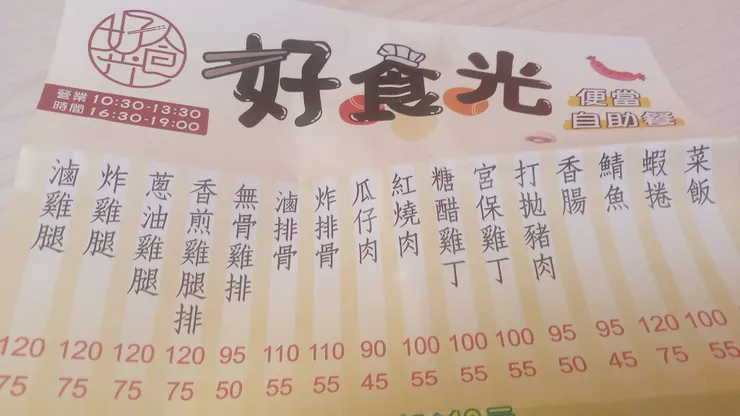 好食光
好食光
營業 10:30-13:30
時間 16:30-19:00
便當
自助餐
菜飯
蝦捲
鯖魚
香腸
打拋豬肉
宮保雞丁
糖醋雞丁
紅燒肉
瓜仔肉
炸排骨
滷排骨
無骨雞排
香煎雞腿排
蔥油雞腿
炸雞腿
滷雞腿
120 120 120 120 95 110 110 90 100 100 100 95 95 120 100
75 75 75 75 50 55 55 45 55 55 55 50 45 75 55